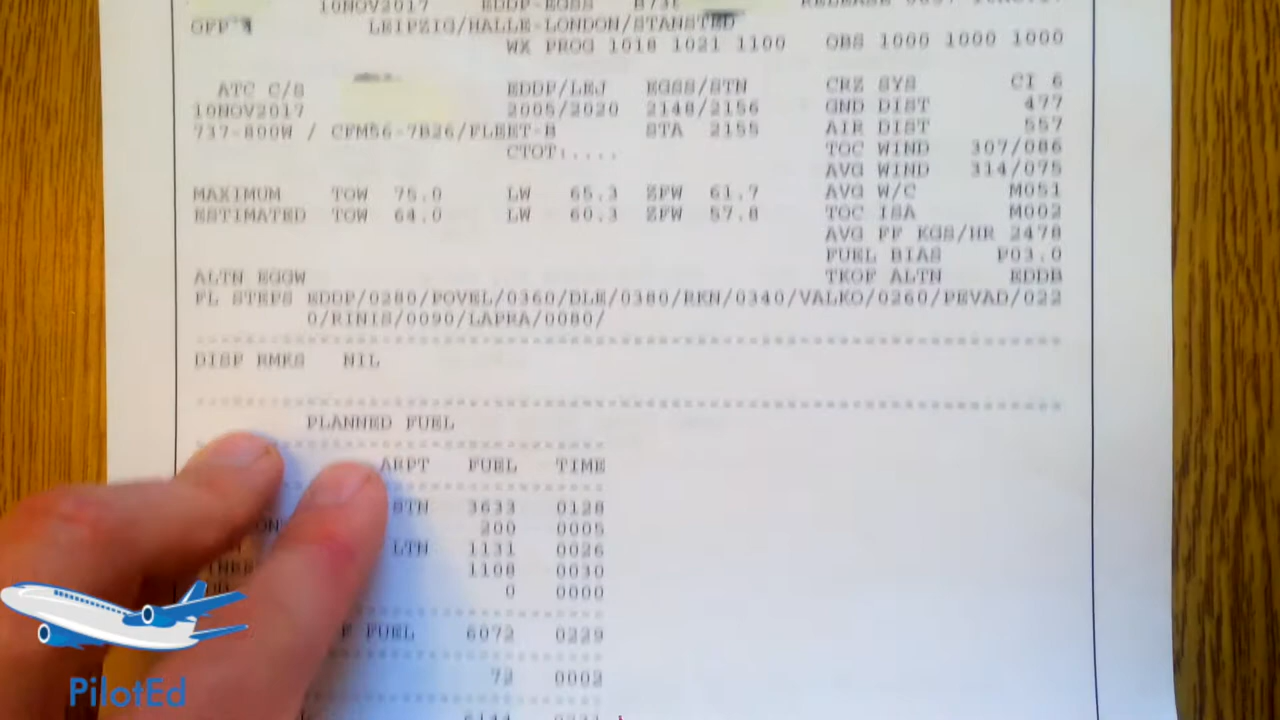 10NOV2017 EDDP-EGSS
OFP LEIPZIG/HALLE-LONDON/STANSTED
WX PROG 1018 1021 1100 OBS 1000 1000 1000
ATC C/S EDDP/LEJ EGSS/STN CRZ SYS CI 6
10NOV2017 2005/2020 2148/2156 GND DIST 477
737-800W / CFM56-7B26/FLEET-B STA 2155 AIR DIST 557
CTOT:.... TOC WIND 307/086
AVG WIND 314/075
MAXIMUM TOW 75.0 LW 65.3 ZFW 61.7 AVG W/C M051
ESTIMATED TOW 64.0 LW 60.3 ZFW 57.8 TOC ISA M002
AVG FF KGS/HR 2478
FUEL BIAS P03.0
ALTN EGGW TKOF ALTN EDDB
FL STEPS EDDP/0280/POVEL/0360/DLE/0380/RKN/0340/VALKO/0260/PEVAD/022
0/RINIS/0090/LAPRA/0080/
DISP RMKS NIL
PLANNED FUEL
ARPT FUEL TIME
STN 3633 0128
200 0005
LTN 1131 0026
1108 0030
0 0000
FUEL 6072 0229
72 0002
PilotEd